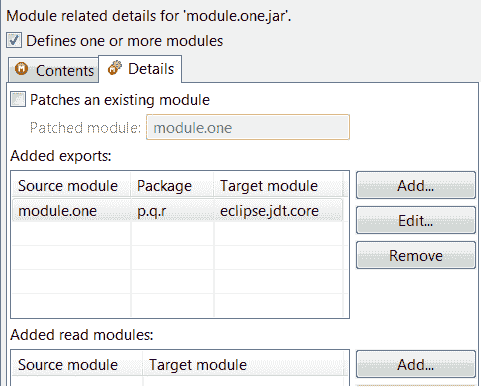 Module related details for 'module.one.jar'.
Defines one or more modules
Contents Details
Patches an existing module
Patched module: module.one
Added exports:
Source module Package Target module Add...
module.one p.q.r eclipse.jdt.core
Edit...
Remove
Added read modules:
Source module Target module Add...